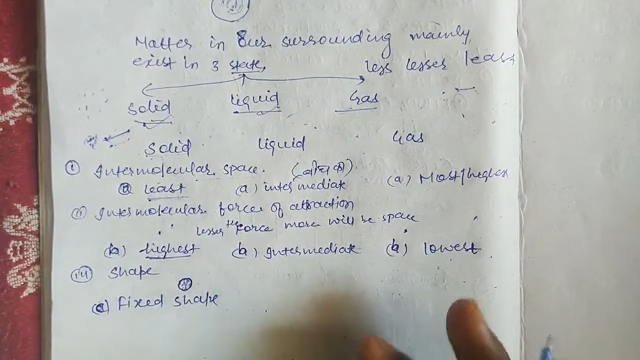 Matter in our surrounding mainly
exist in 3 state, less lesser least
Solid liquid Gas
Solid liquid Gas
(i) Intermolecular space.
(a) least (a) intermediate (a) Most/highest
(ii) Intermolecular force of attraction
lesser the force more will be space
(b) highest (b) Intermediate (b) lowest
(iii) Shape
(c) Fixed shape